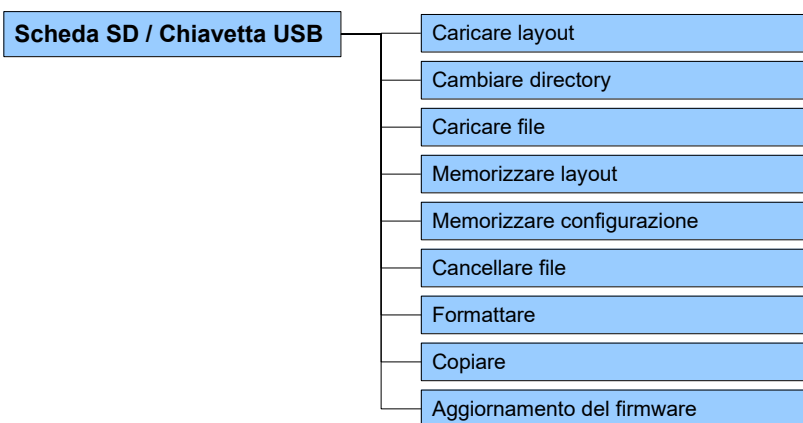 Scheda SD / Chiavetta USB
Caricare layout
Cambiare directory
Caricare file
Memorizzare layout
Memorizzare configurazione
Cancellare file
Formattare
Copiare
Aggiornamento del firmware